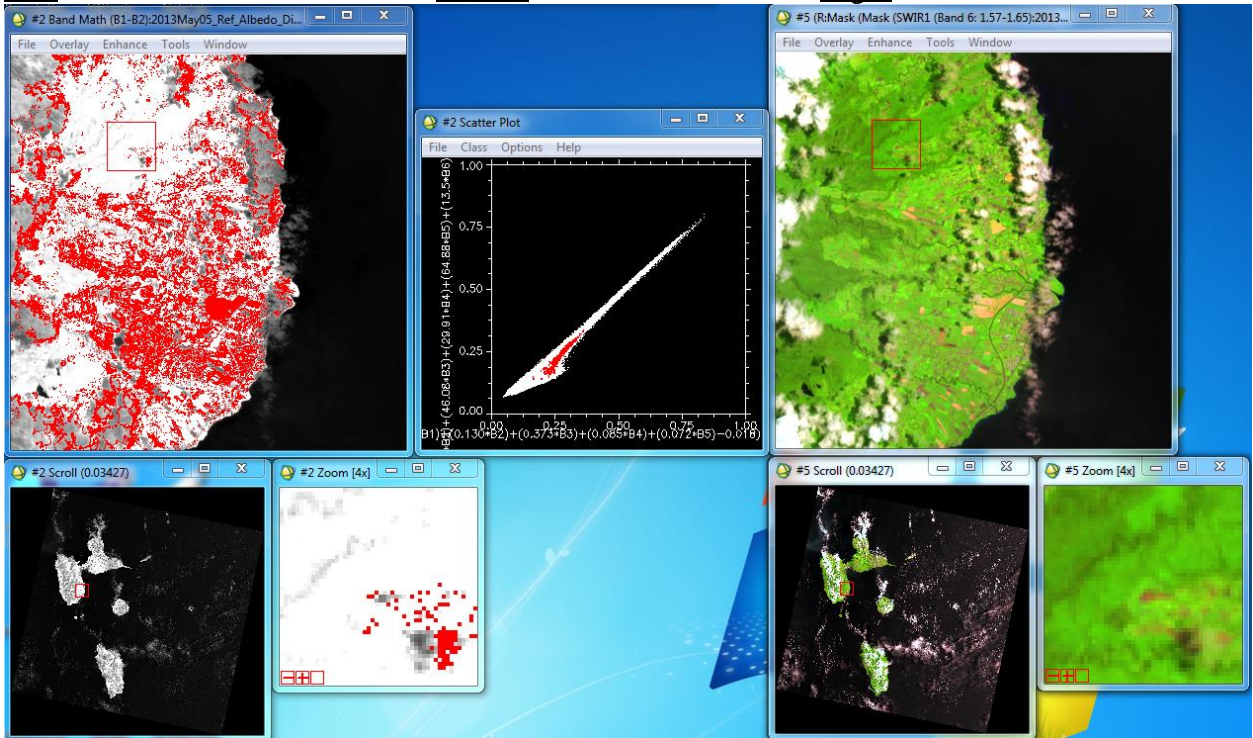 #2 Band Math (B1-B2):2013May05_Ref_Albedo_Di...
File Overlay Enhance Tools Window
#2 Scatter Plot
File Class Options Help
1.00
0.75
0.50
0.25
0.00
0.00 0.25 0.50 0.75 1.00
+(46.08*B3)+(29.91*B4)+(64.88*B5)+(13.5*B6)
B1)+(0.130*B2)+(0.373*B3)+(0.085*B4)+(0.072*B5)-0.018)
#5 (R:Mask (Mask (SWIR1 (Band 6: 1.57-1.65):2013...
File Overlay Enhance Tools Window
#2 Scroll (0.03427)
#2 Zoom [4x]
#5 Scroll (0.03427)
#5 Zoom [4x]